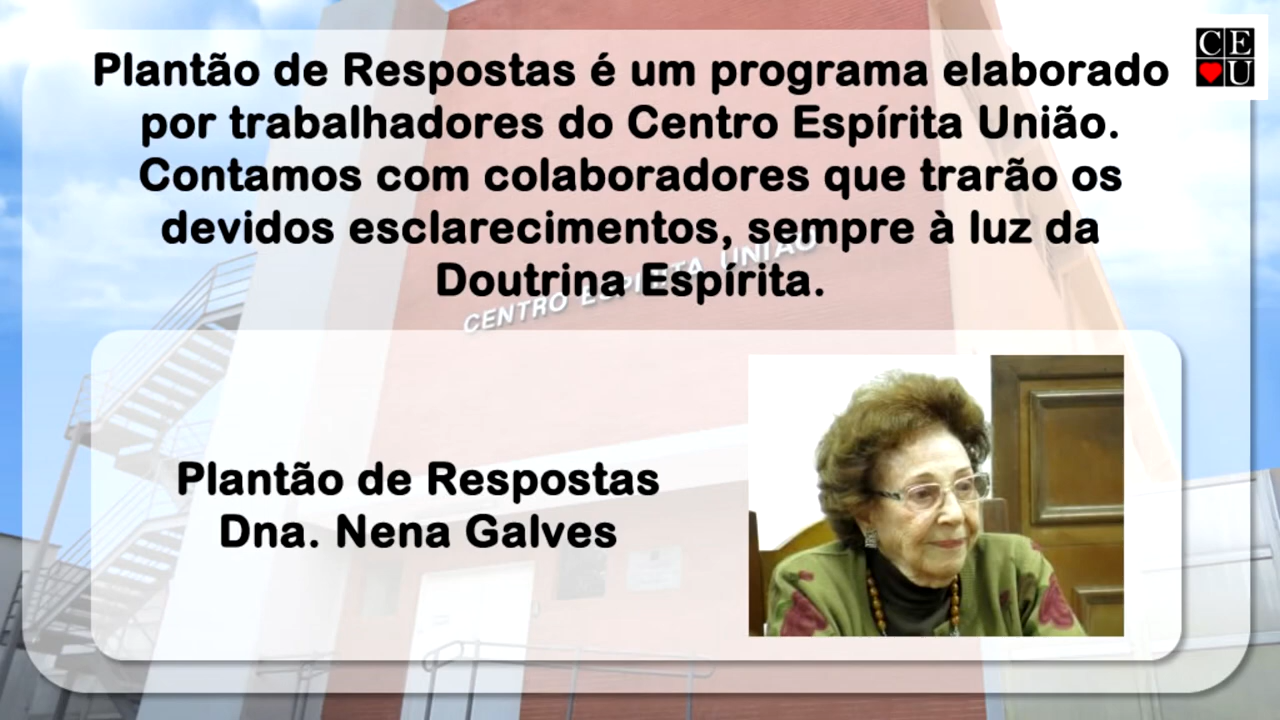 Plantão de Respostas é um programa elaborado
por trabalhadores do Centro Espírita União.
Contamos com colaboradores que trarão os
devidos esclarecimentos, sempre à luz da
Doutrina Espírita.
CENTRO ESPÍRITA UNIÃO
Plantão de Respostas
Dna. Nena Galves
CE
U